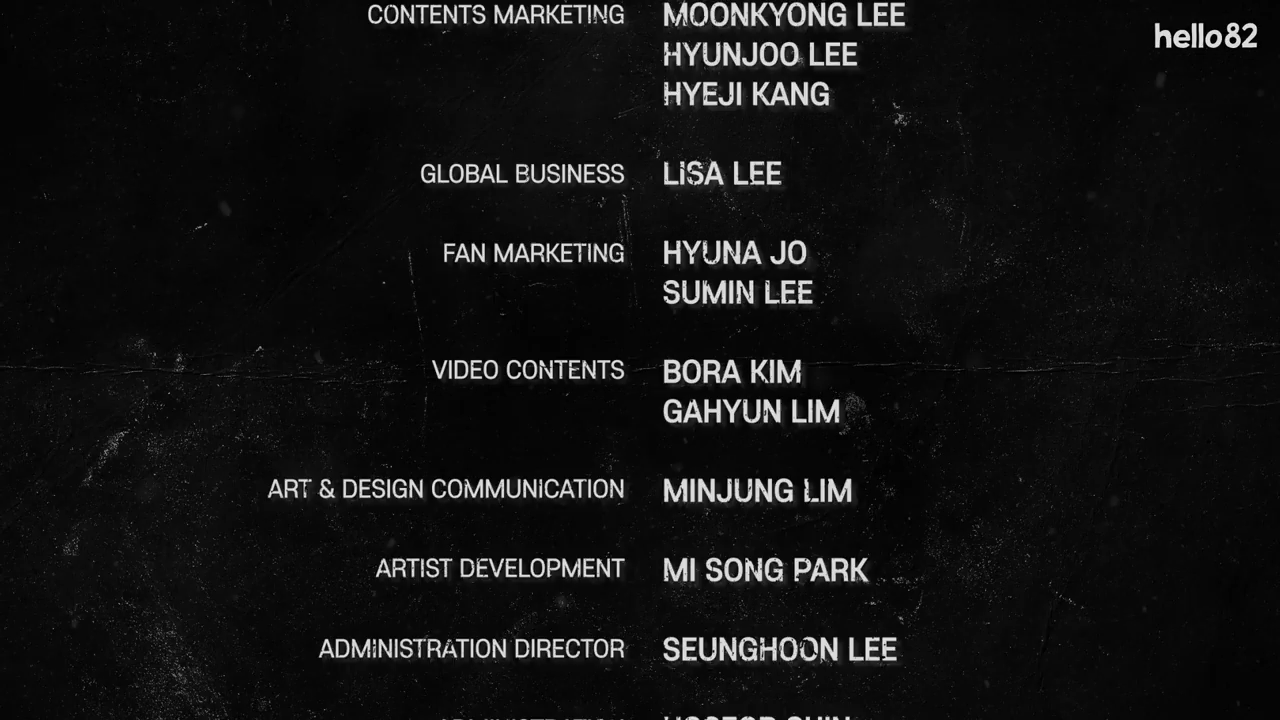 hello82
CONTENTS MARKETING MOONKYONG LEE
HYUNJOO LEE
HYEJI KANG
GLOBAL BUSINESS LISA LEE
FAN MARKETING HYUNA JO
SUMIN LEE
VIDEO CONTENTS BORA KIM
GAHYUN LIM
ART & DESIGN COMMUNICATION MINJUNG LIM
ARTIST DEVELOPMENT MI SONG PARK
ADMINISTRATION DIRECTOR SEUNGHOON LEE